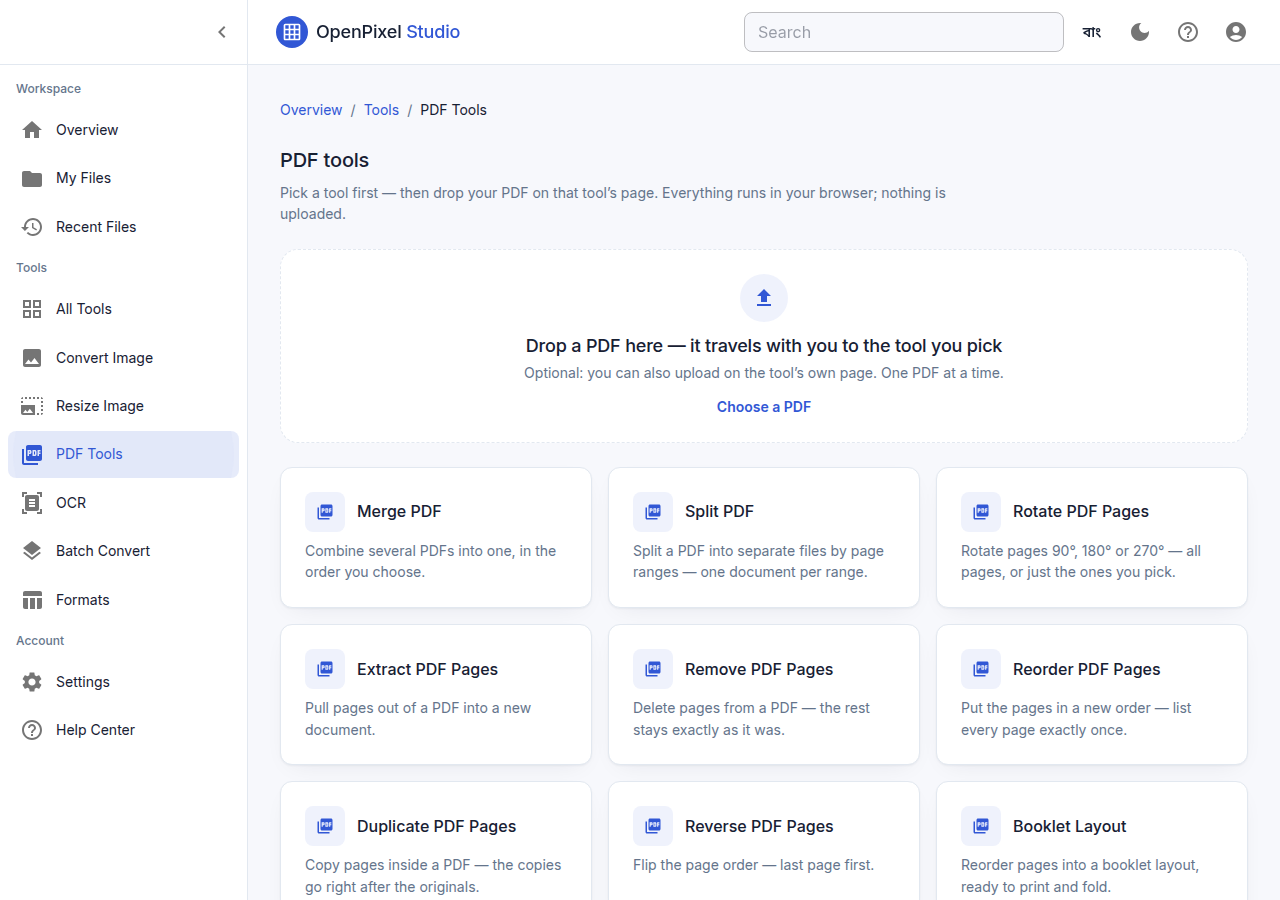 OpenPixel Studio
Search
বাং
Workspace
Overview
My Files
Recent Files
Tools
All Tools
Convert Image
Resize Image
PDF Tools
OCR
Batch Convert
Formats
Account
Settings
Help Center
Overview / Tools / PDF Tools
PDF tools
Pick a tool first — then drop your PDF on that tool’s page. Everything runs in your browser; nothing is
uploaded.
Drop a PDF here — it travels with you to the tool you pick
Optional: you can also upload on the tool’s own page. One PDF at a time.
Choose a PDF
Merge PDF
Combine several PDFs into one, in the
order you choose.
Split PDF
Split a PDF into separate files by page
ranges — one document per range.
Rotate PDF Pages
Rotate pages 90°, 180° or 270° — all
pages, or just the ones you pick.
Extract PDF Pages
Pull pages out of a PDF into a new
document.
Remove PDF Pages
Delete pages from a PDF — the rest
stays exactly as it was.
Reorder PDF Pages
Put the pages in a new order — list
every page exactly once.
Duplicate PDF Pages
Copy pages inside a PDF — the copies
go right after the originals.
Reverse PDF Pages
Flip the page order — last page first.
Booklet Layout
Reorder pages into a booklet layout,
ready to print and fold.